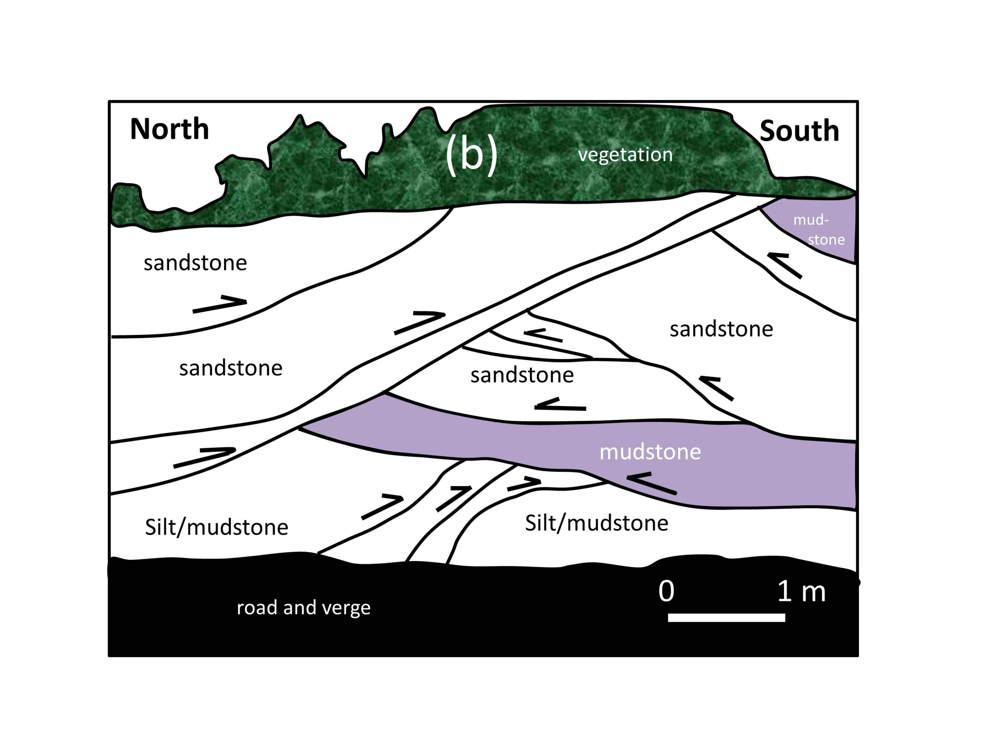 North
South
(b)
vegetation
mud-
stone
sandstone
sandstone
sandstone
sandstone
mudstone
Silt/mudstone
Silt/mudstone
0 1 m
road and verge